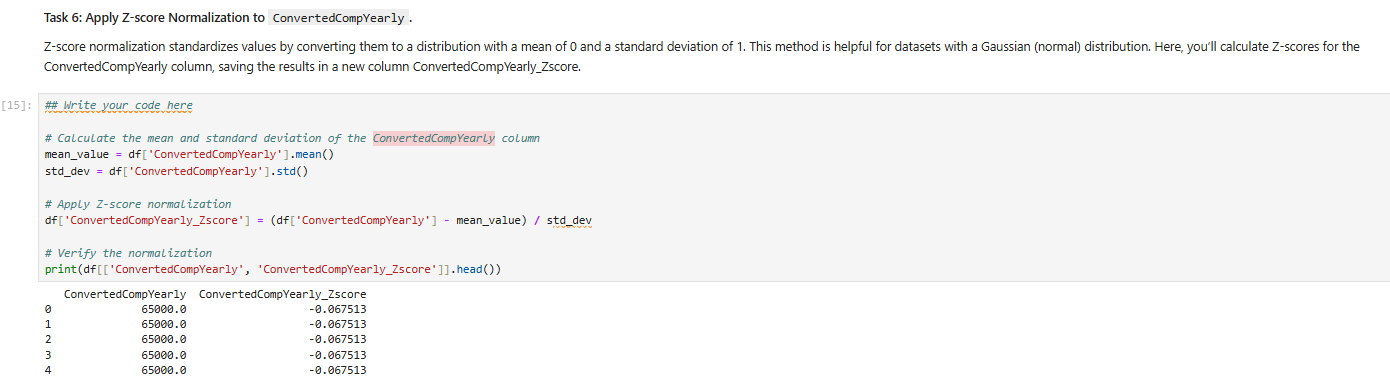 Task 6: Apply Z-score Normalization to ConvertedCompYearly.
Z-score normalization standardizes values by converting them to a distribution with a mean of 0 and a standard deviation of 1. This method is helpful for datasets with a Gaussian (normal) distribution. Here, you'll calculate Z-scores for the
ConvertedCompYearly column, saving the results in a new column ConvertedCompYearly_Zscore.
[15]: ## Write your code here
# Calculate the mean and standard deviation of the ConvertedCompYearly column
mean_value = df['ConvertedCompYearly'].mean()
std_dev = df['ConvertedCompYearly'].std()
# Apply Z-score normalization
df['ConvertedCompYearly_Zscore'] = (df['ConvertedCompYearly'] - mean_value) / std_dev
# Verify the normalization
print(df[['ConvertedCompYearly', 'ConvertedCompYearly_Zscore']].head())
ConvertedCompYearly ConvertedCompYearly_Zscore
0 65000.0 -0.067513
1 65000.0 -0.067513
2 65000.0 -0.067513
3 65000.0 -0.067513
4 65000.0 -0.067513